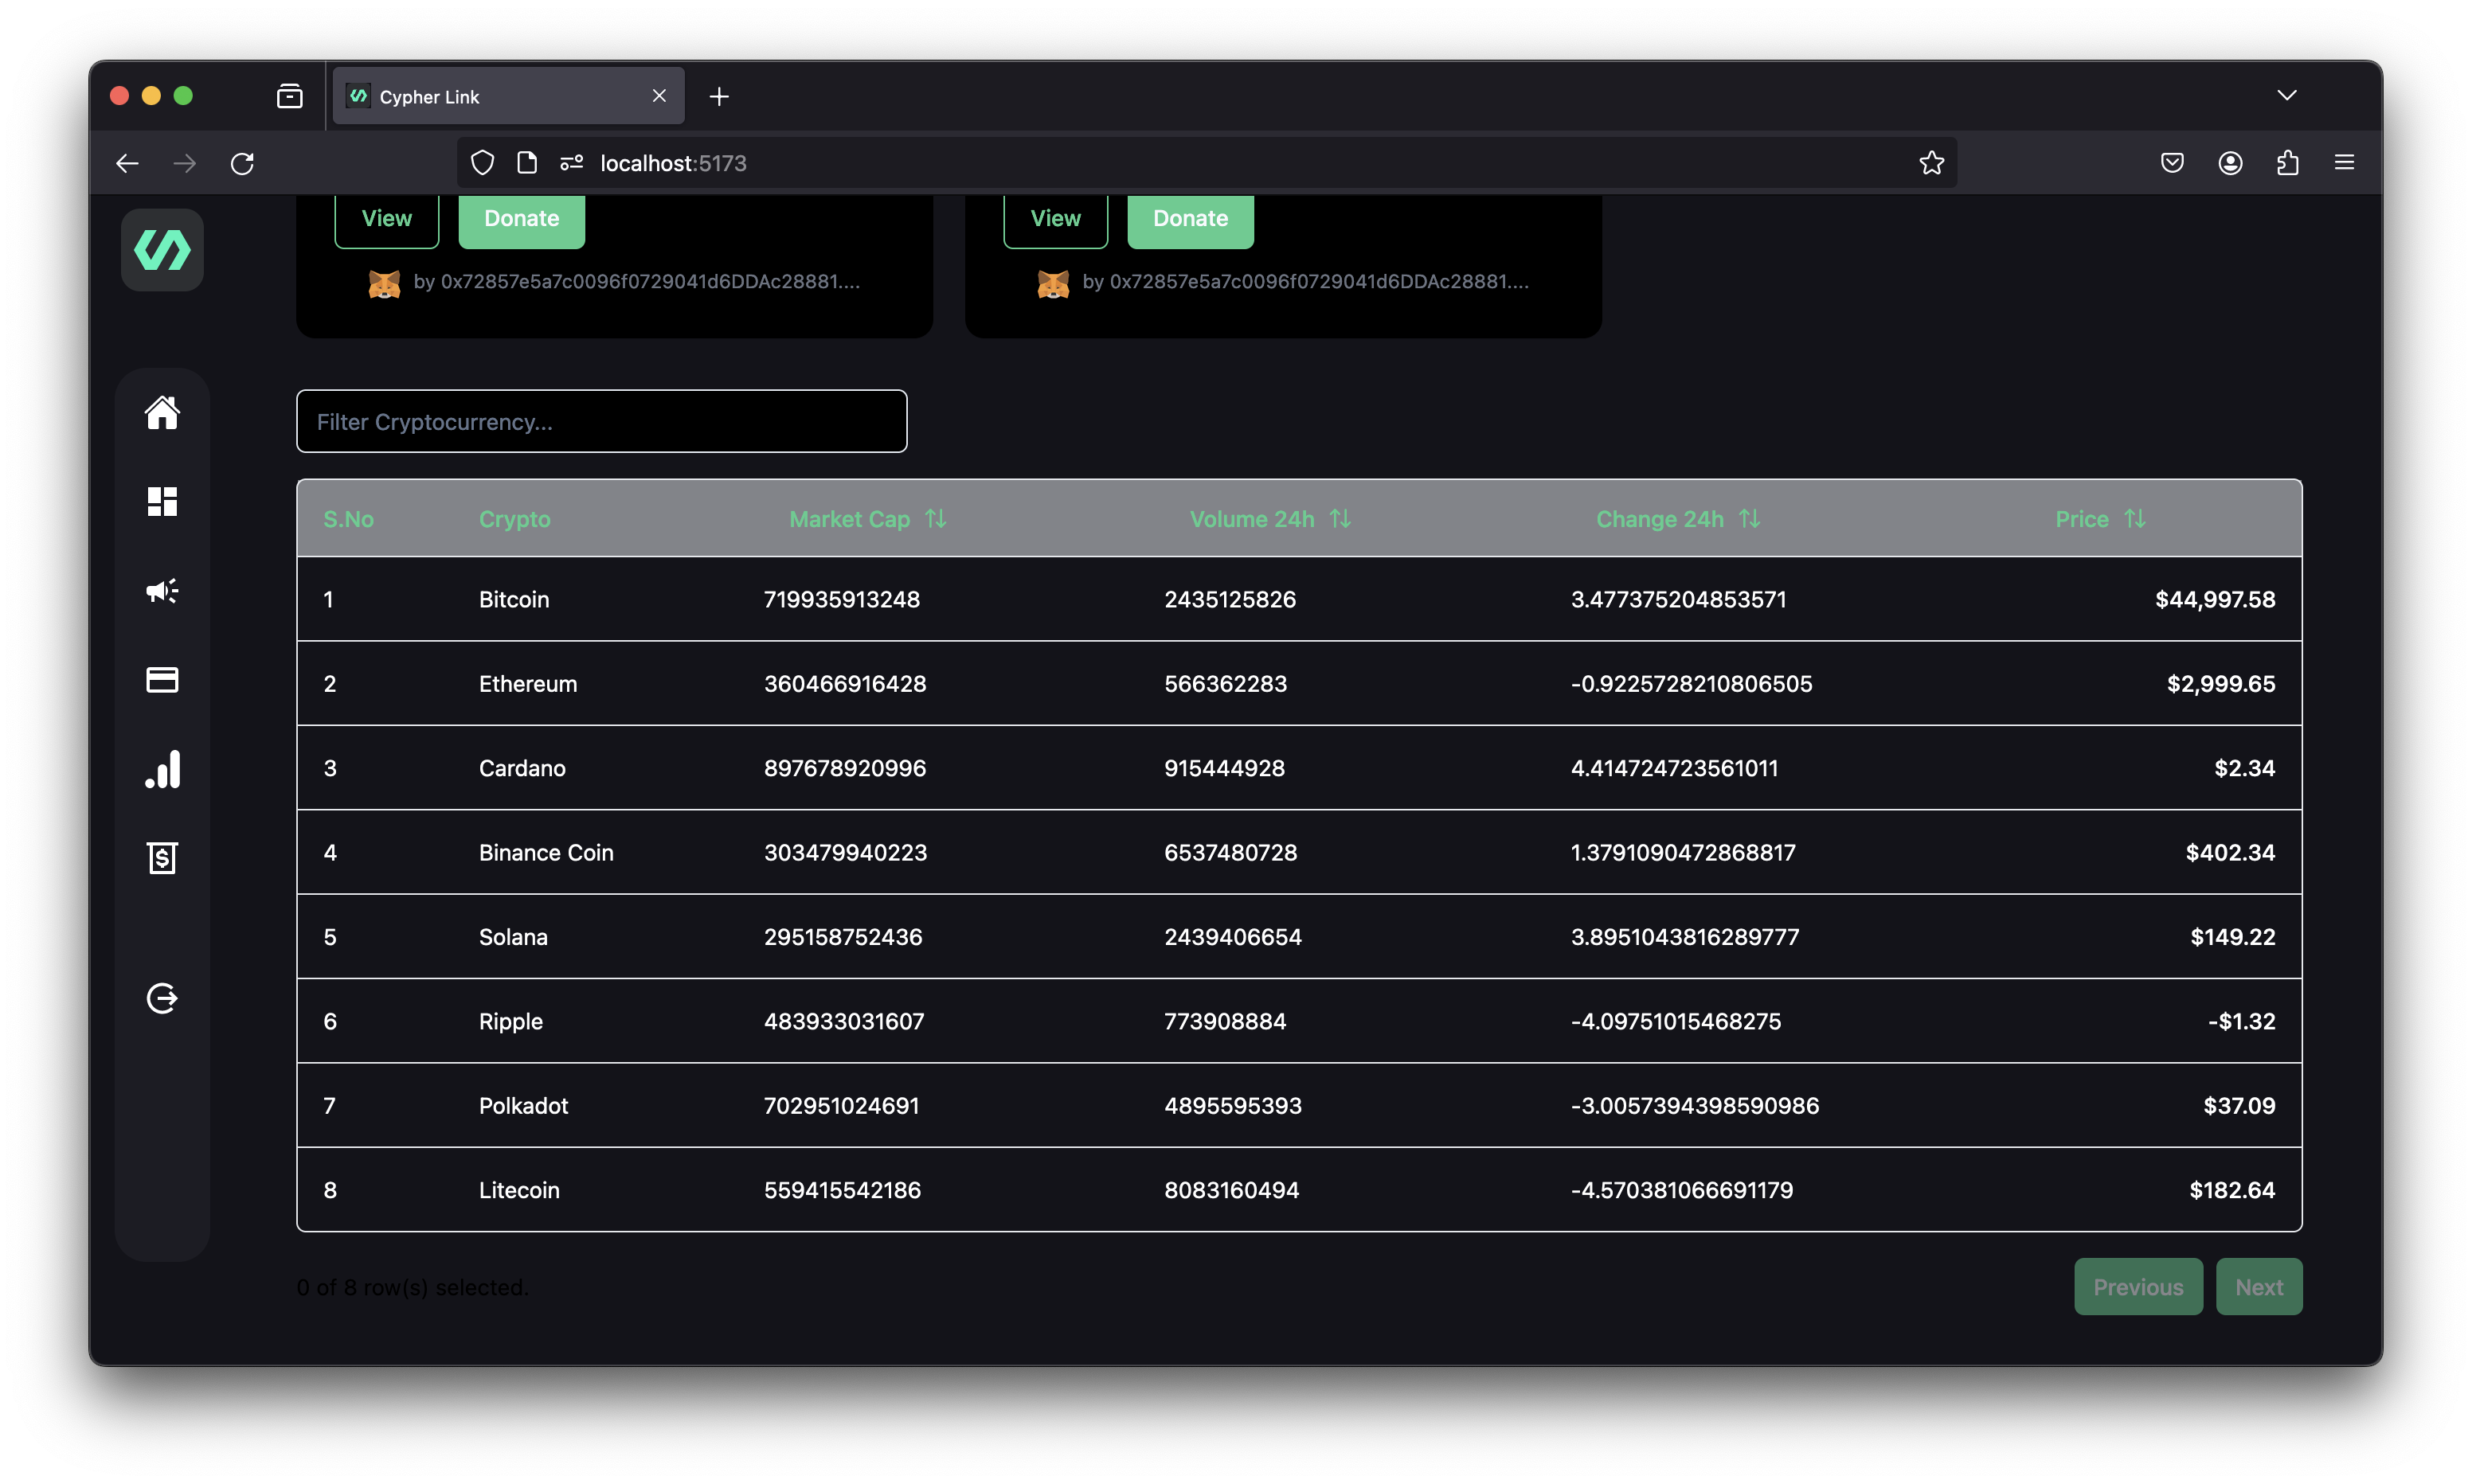 Cypher Link
localhost:5173
View Donate
by 0x72857e5a7c0096f0729041d6DDAc28881....
View Donate
by 0x72857e5a7c0096f0729041d6DDAc28881....
Filter Cryptocurrency...
S.No Crypto Market Cap Volume 24h Change 24h Price
1 Bitcoin 719935913248 2435125826 3.477375204853571 $44,997.58
2 Ethereum 360466916428 566362283 -0.9225728210806505 $2,999.65
3 Cardano 897678920996 915444928 4.414724723561011 $2.34
4 Binance Coin 303479940223 6537480728 1.3791090472868817 $402.34
5 Solana 295158752436 2439406654 3.8951043816289777 $149.22
6 Ripple 483933031607 773908884 -4.09751015468275 -$1.32
7 Polkadot 702951024691 4895595393 -3.0057394398590986 $37.09
8 Litecoin 559415542186 8083160494 -4.570381066691179 $182.64
0 of 8 row(s) selected.
Previous Next